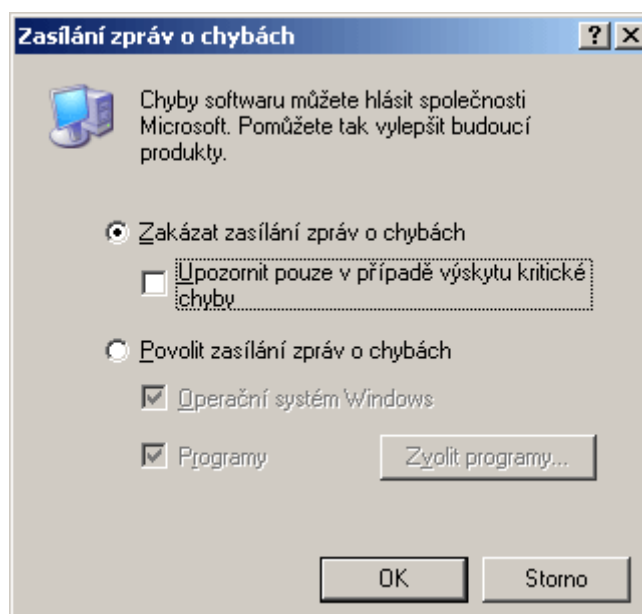 Zasílání zpráv o chybách
Chyby softwaru můžete hlásit společnosti
Microsoft. Pomůžete tak vylepšit budoucí
produkty.
Zakázat zasílání zpráv o chybách
Upozornit pouze v případě výskytu kritické
chyby
Povolit zasílání zpráv o chybách
Operační systém Windows
Programy
Zvolit programy...
OK
Storno